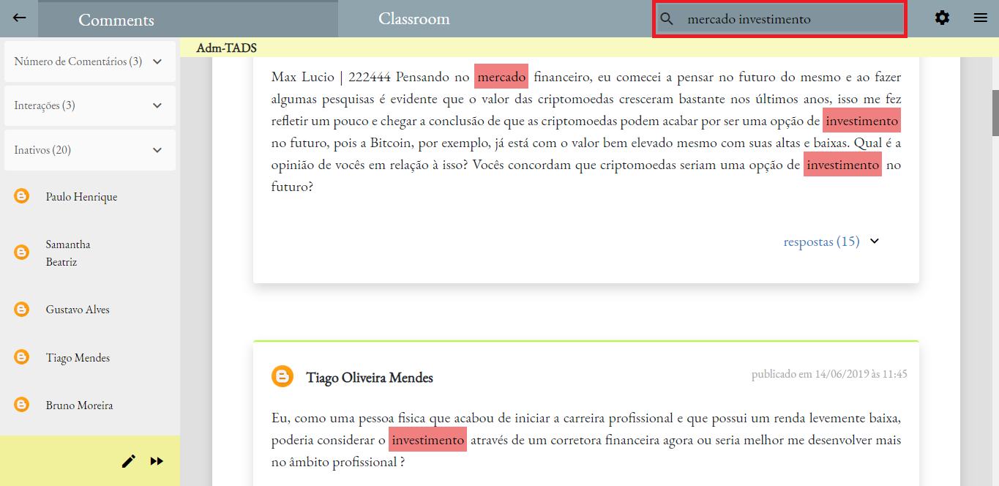 Comments
Classroom
mercado investimento
Número de Comentários (3)
Interações (3)
Inativos (20)
Paulo Henrique
Samantha
Beatriz
Gustavo Alves
Tiago Mendes
Bruno Moreira
Adm-TADS
Max Lucio | 222444 Pensando no mercado financeiro, eu comecei a pensar no futuro do mesmo e ao fazer
algumas pesquisas é evidente que o valor das criptomoedas cresceram bastante nos últimos anos, isso me fez
refletir um pouco e chegar a conclusão de que as criptomoedas podem acabar por ser uma opção de investimento
no futuro, pois a Bitcoin, por exemplo, já está com o valor bem elevado mesmo com suas altas e baixas. Qual é a
opinião de vocês em relação à isso? Vocês concordam que criptomoedas seriam uma opção de investimento no
futuro?
respostas (15)
Tiago Oliveira Mendes
publicado em 14/06/2019 às 11:45
Eu, como uma pessoa fisica que acabou de iniciar a carreira profissional e que possui um renda levemente baixa,
poderia considerar o investimento através de um corretora financeira agora ou seria melhor me desenvolver mais
no âmbito profissional ?